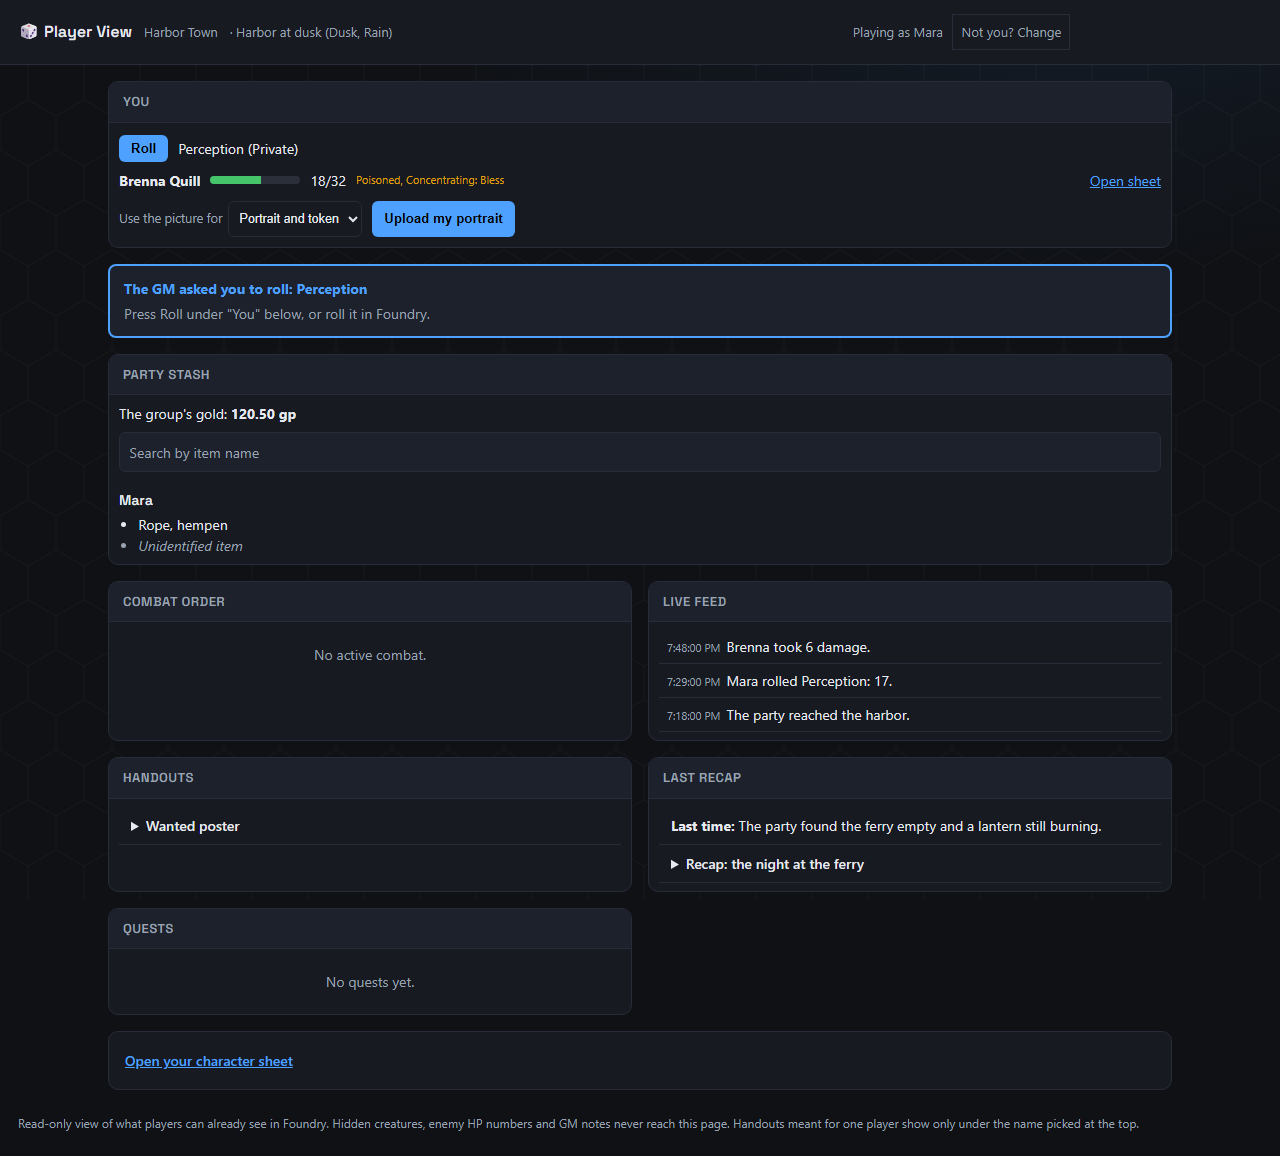 Player View Harbor Town · Harbor at dusk (Dusk, Rain) Playing as Mara Not you? Change
YOU
Roll Perception (Private)
Brenna Quill 18/32 Poisoned, Concentrating: Bless Open sheet
Use the picture for Portrait and token Upload my portrait
The GM asked you to roll: Perception
Press Roll under "You" below, or roll it in Foundry.
PARTY STASH
The group's gold: 120.50 gp
Search by item name
Mara
Rope, hempen
Unidentified item
COMBAT ORDER
No active combat.
LIVE FEED
7:48:00 PM Brenna took 6 damage.
7:29:00 PM Mara rolled Perception: 17.
7:18:00 PM The party reached the harbor.
HANDOUTS
Wanted poster
LAST RECAP
Last time: The party found the ferry empty and a lantern still burning.
Recap: the night at the ferry
QUESTS
No quests yet.
Open your character sheet
Read-only view of what players can already see in Foundry. Hidden creatures, enemy HP numbers and GM notes never reach this page. Handouts meant for one player show only under the name picked at the top.